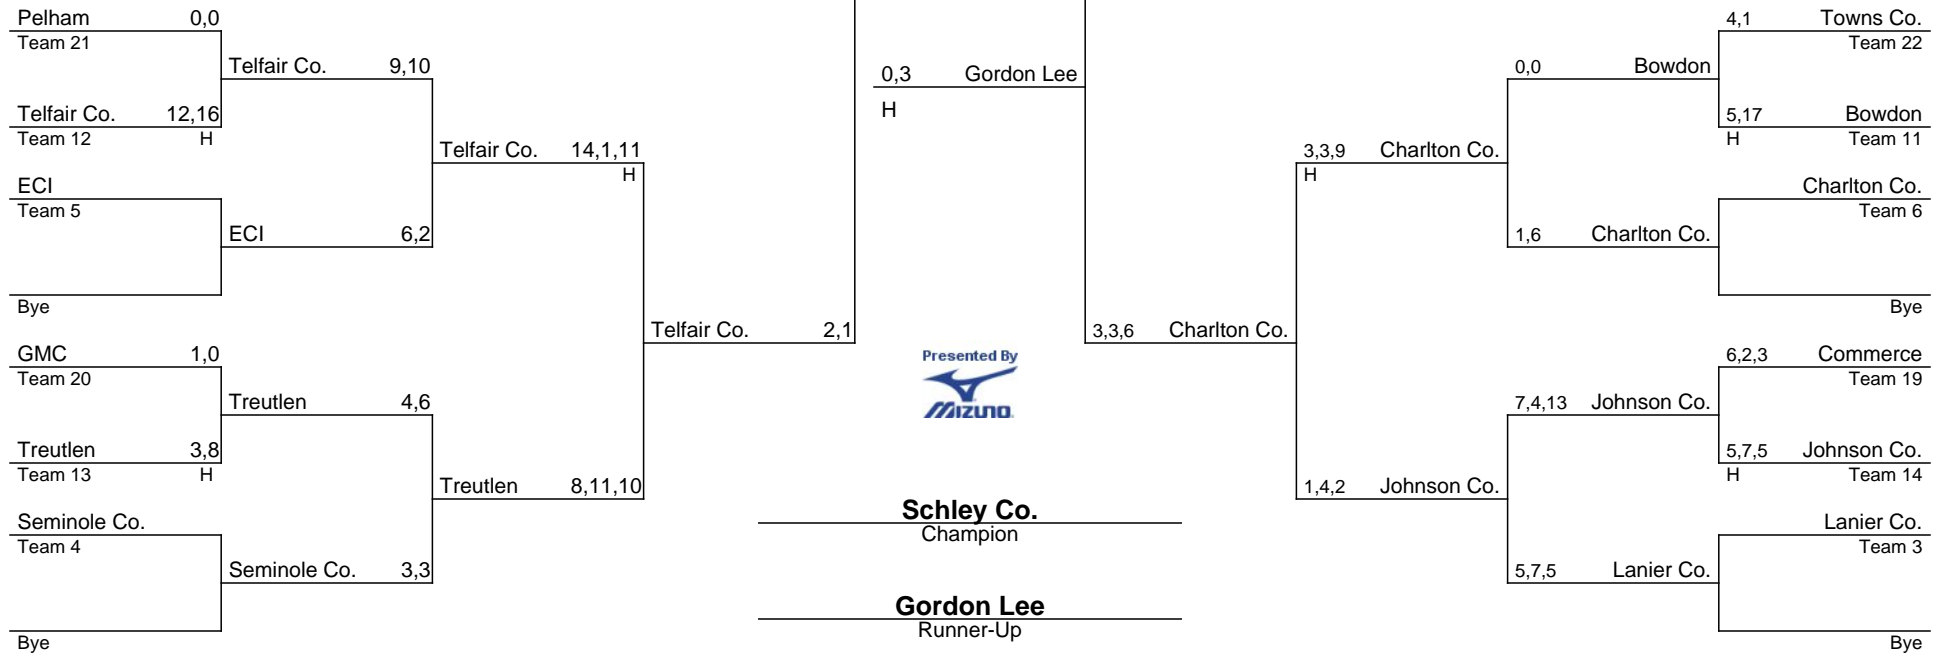 Pelham 0,0
Team 21
Telfair Co. 9,10
Telfair Co. 12,16
Team 12 H
Telfair Co. 14,1,11
H
ECI
Team 5
ECI 6,2
Bye
Telfair Co. 2,1
GMC 1,0
Team 20
Treutlen 4,6
Treutlen 3,8
Team 13 H
Treutlen 8,11,10
Seminole Co.
Team 4
Seminole Co. 3,3
Bye
0,3 Gordon Lee
H
Presented By
MIZUNO
Schley Co.
Champion
Gordon Lee
Runner-Up
4,1 Towns Co.
Team 22
0,0 Bowdon
5,17 Bowdon
H Team 11
3,3,9 Charlton Co.
H
Charlton Co.
Team 6
1,6 Charlton Co.
Bye
3,3,6 Charlton Co.
6,2,3 Commerce
Team 19
7,4,13 Johnson Co.
5,7,5 Johnson Co.
H Team 14
1,4,2 Johnson Co.
Lanier Co.
Team 3
5,7,5 Lanier Co.
Bye